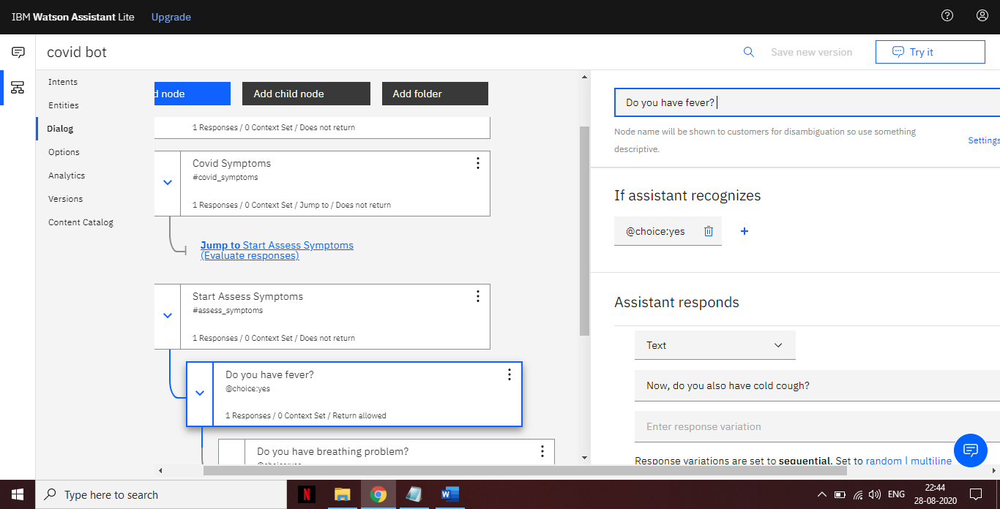 IBM Watson Assistant Lite Upgrade
covid bot
Save new version
Try it
Intents
Entities
Dialog
Options
Analytics
Versions
Content Catalog
d node
Add child node
Add folder
1 Responses / 0 Context Set / Does not return
Covid Symptoms
#covid_symptoms
1 Responses / 0 Context Set / Jump to / Does not return
Jump to Start Assess Symptoms
(Evaluate responses)
Start Assess Symptoms
#assess_symptoms
1 Responses / 0 Context Set / Does not return
Do you have fever?
@choice:yes
1 Responses / 0 Context Set / Return allowed
Do you have breathing problem?
@choice:yes
Do you have fever?
Node name will be shown to customers for disambiguation so use something
descriptive.
Settings
If assistant recognizes
@choice:yes
Assistant responds
Text
Now, do you also have cold cough?
Enter response variation
Response variations are set to sequential. Set to random | multiline
Type here to search
N
W
ENG
22:44
28-08-2020